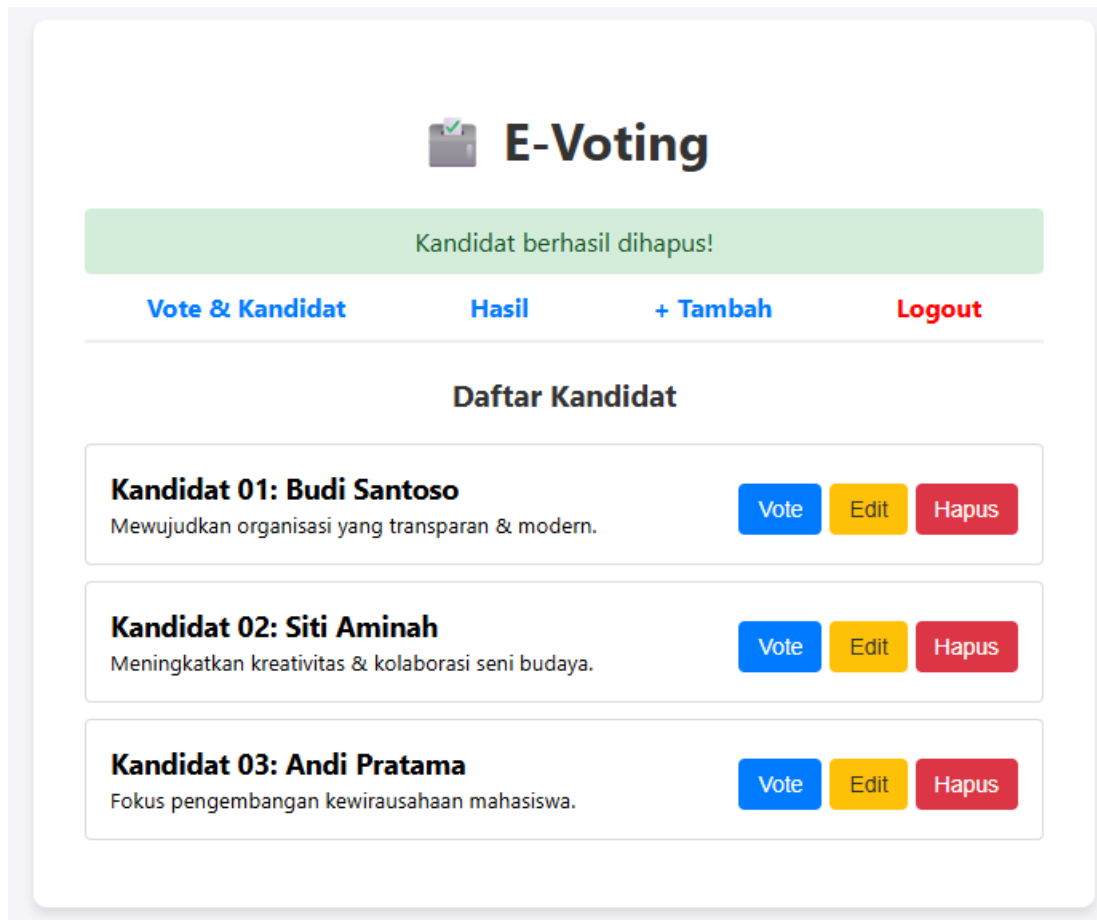 E-Voting
Kandidat berhasil dihapus!
Vote & Kandidat Hasil + Tambah Logout
Daftar Kandidat
Kandidat 01: Budi Santoso
Mewujudkan organisasi yang transparan & modern.
Vote Edit Hapus
Kandidat 02: Siti Aminah
Meningkatkan kreativitas & kolaborasi seni budaya.
Vote Edit Hapus
Kandidat 03: Andi Pratama
Fokus pengembangan kewirausahaan mahasiswa.
Vote Edit Hapus